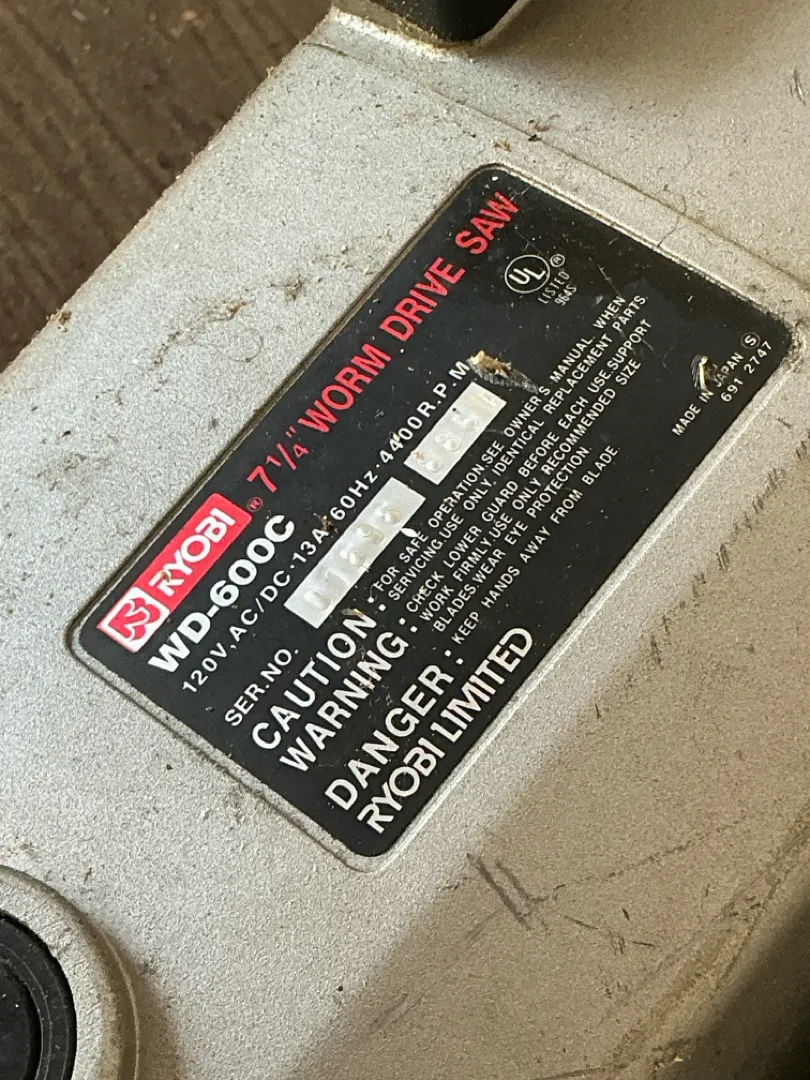 RYOBI ® 7 1/4" WORM DRIVE SAW
WD-600C
UL ®
LISTED
964S
120V, AC/DC·13A·60Hz·4400R.P.M
SER.NO.
CAUTION: FOR SAFE OPERATION, SEE OWNER'S MANUAL WHEN
SERVICING, USE ONLY IDENTICAL REPLACEMENT PARTS.
WARNING: CHECK LOWER GUARD BEFORE EACH USE. SUPPORT
WORK FIRMLY. USE ONLY RECOMMENDED SIZE
BLADES. WEAR EYE PROTECTION
DANGER: KEEP HANDS AWAY FROM BLADE
RYOBI LIMITED
MADE IN JAPAN Ⓢ
691 2747